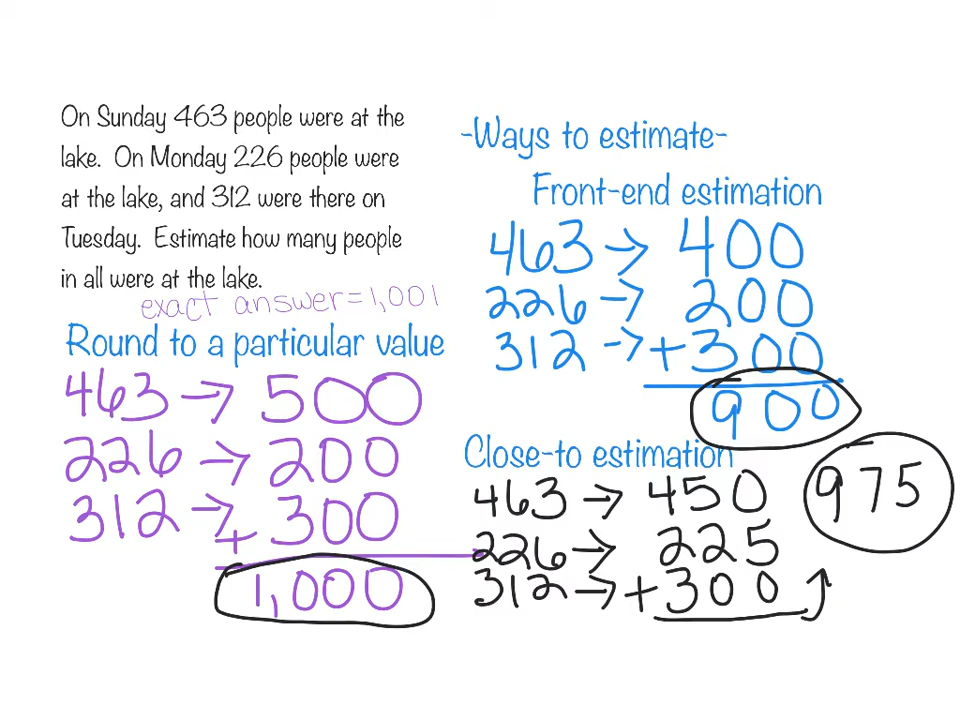 On Sunday 463 people were at the
lake. On Monday 226 people were
at the lake, and 312 were there on
Tuesday. Estimate how many people
in all were at the lake.
exact answer=1,001
Round to a particular value
463 → 500
226 → 200
312 → + 300
1,000
-Ways to estimate-
Front-end estimation
463 → 400
226 → 200
312 → +300
900
Close-to estimation
463 → 450
226 → 225
312 → +300
975